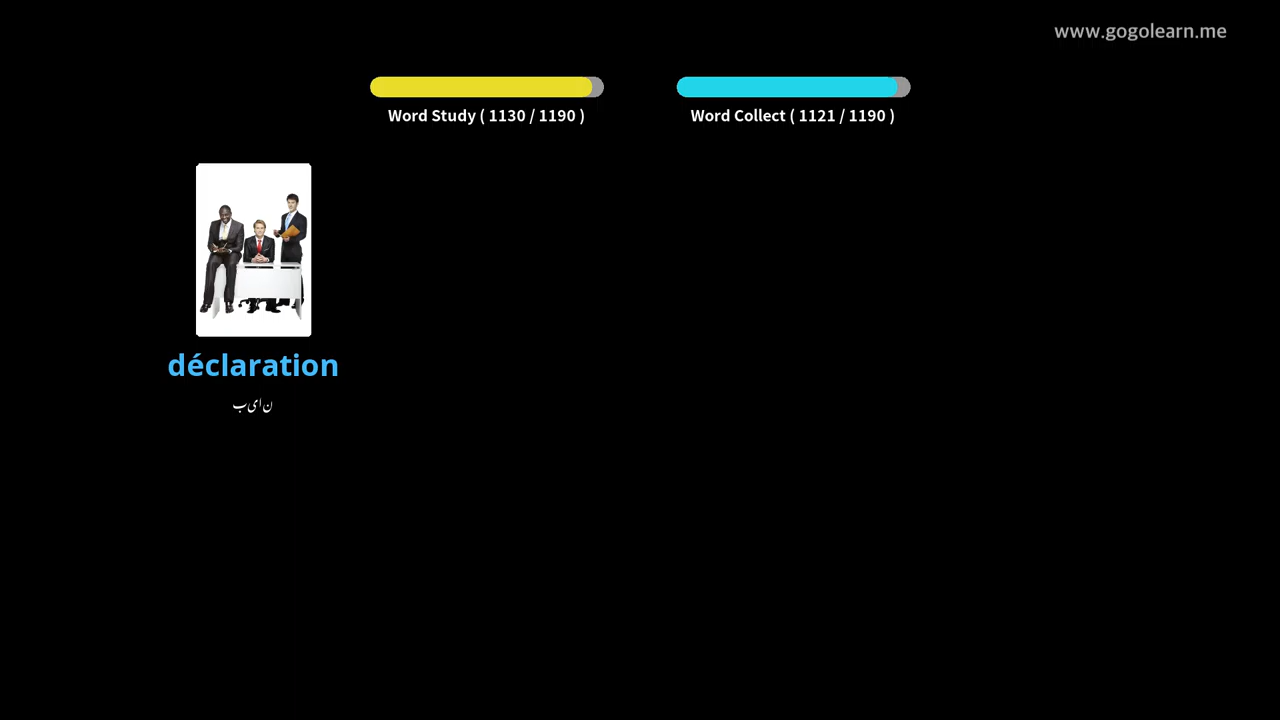 www.gogolearn.me
Word Study ( 1130 / 1190 )
Word Collect ( 1121 / 1190 )
déclaration
بیان